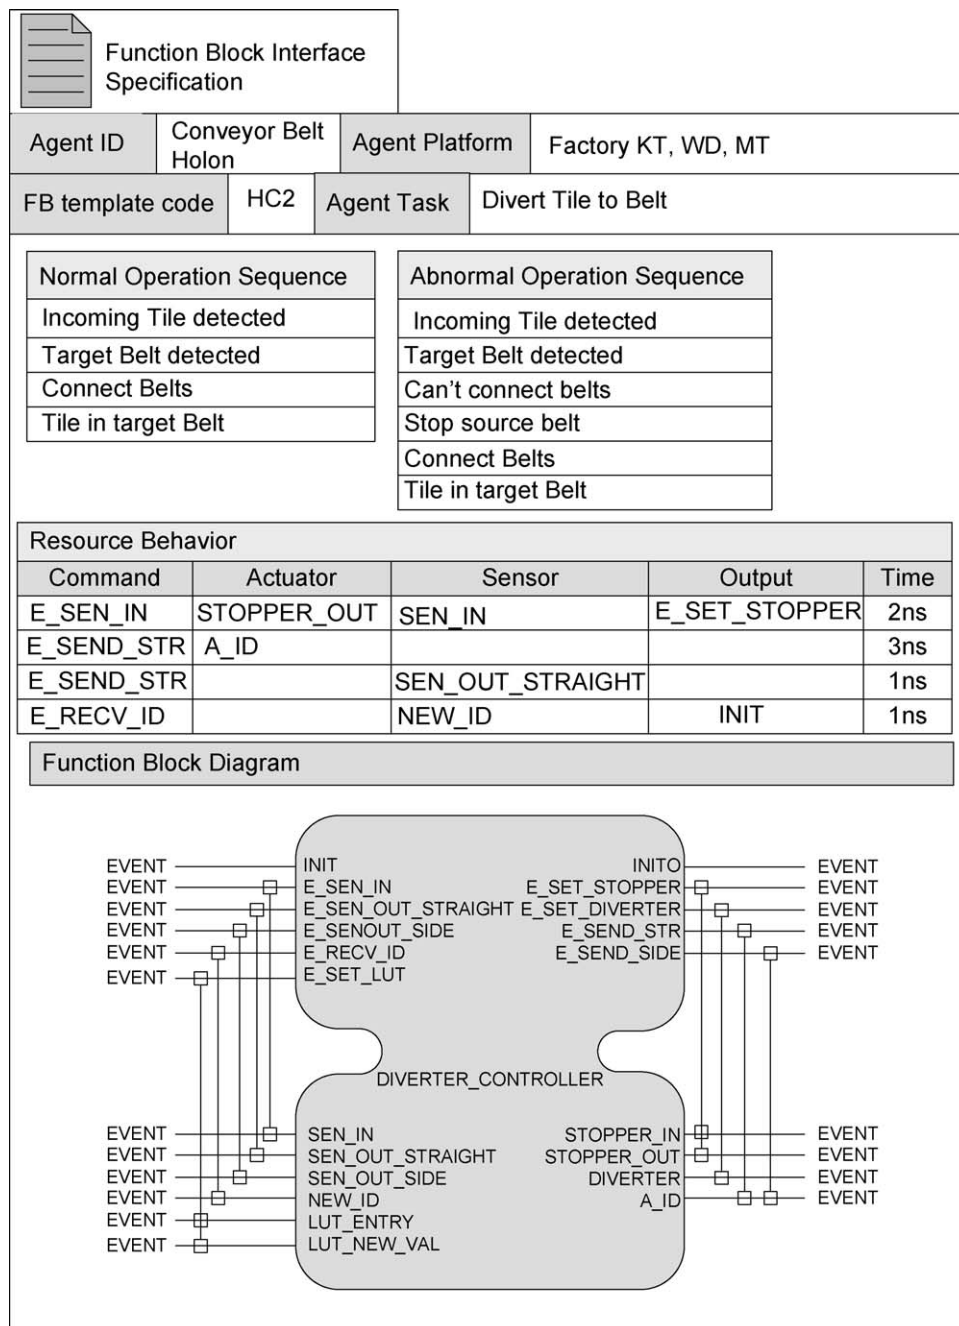 Function Block Interface
Specification
Agent ID
Conveyor Belt
Holon
Agent Platform
Factory KT, WD, MT
FB template code
HC2
Agent Task
Divert Tile to Belt
Normal Operation Sequence
Incoming Tile detected
Target Belt detected
Connect Belts
Tile in target Belt
Abnormal Operation Sequence
Incoming Tile detected
Target Belt detected
Can't connect belts
Stop source belt
Connect Belts
Tile in target Belt
Resource Behavior
Command Actuator Sensor Output Time
E_SEN_IN STOPPER_OUT SEN_IN E_SET_STOPPER 2ns
E_SEND_STR A_ID 3ns
E_SEND_STR SEN_OUT_STRAIGHT 1ns
E_RECV_ID NEW_ID INIT 1ns
Function Block Diagram
EVENT INIT INITO EVENT
EVENT E_SEN_IN E_SET_STOPPER EVENT
EVENT E_SEN_OUT_STRAIGHT E_SET_DIVERTER EVENT
EVENT E_SENOUT_SIDE E_SEND_STR EVENT
EVENT E_RECV_ID E_SEND_SIDE EVENT
EVENT E_SET_LUT
DIVERTER_CONTROLLER
EVENT SEN_IN STOPPER_IN EVENT
EVENT SEN_OUT_STRAIGHT STOPPER_OUT EVENT
EVENT SEN_OUT_SIDE DIVERTER EVENT
EVENT NEW_ID A_ID EVENT
EVENT LUT_ENTRY
EVENT LUT_NEW_VAL